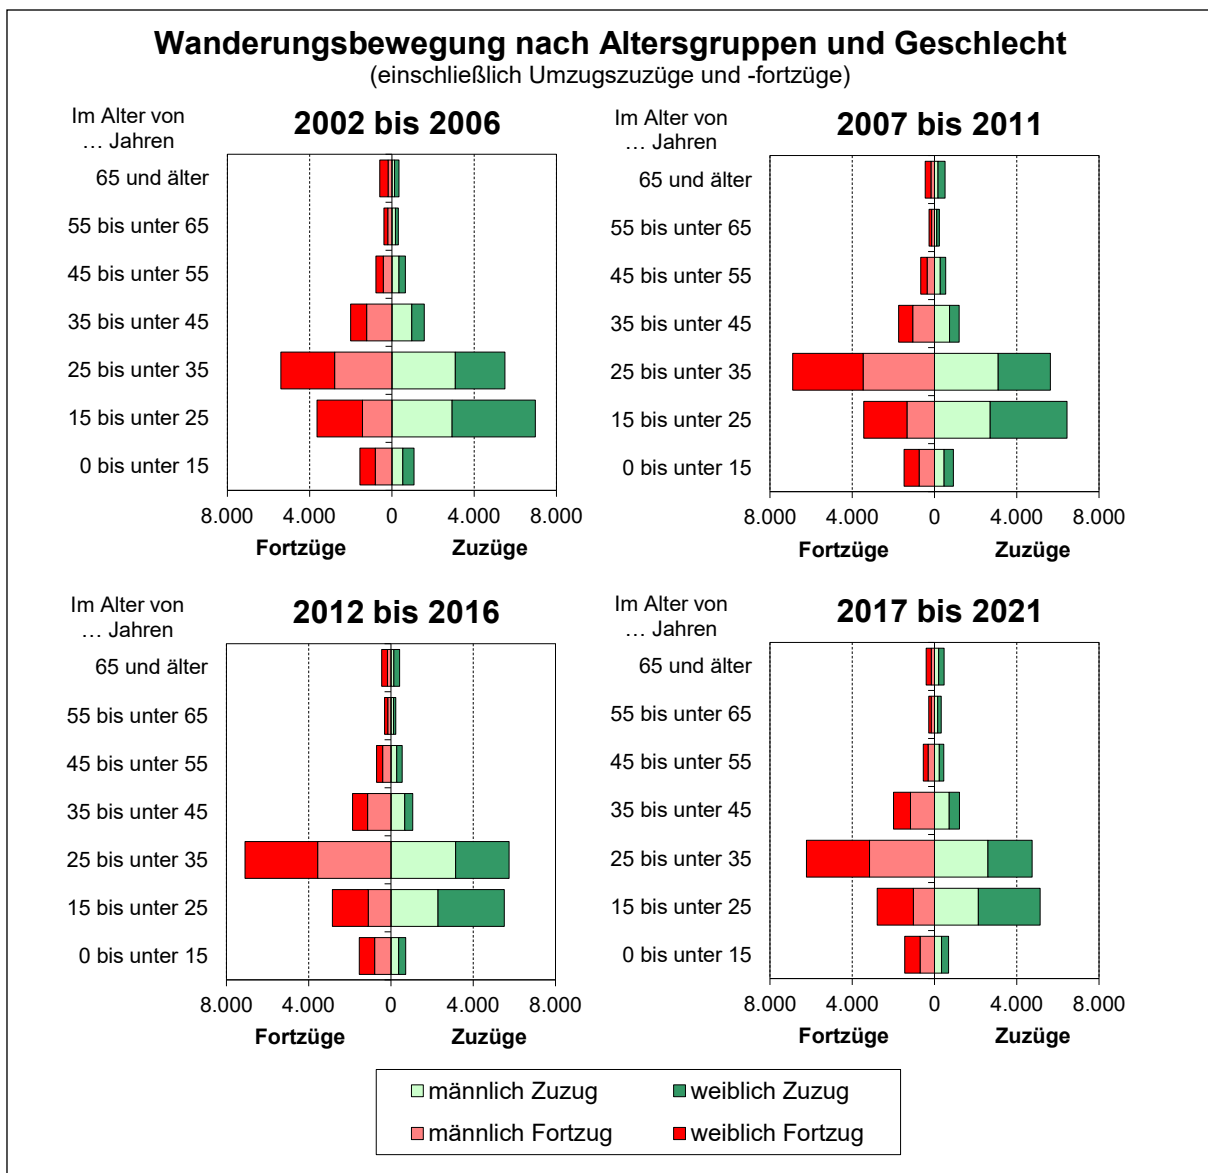 Wanderungsbewegung nach Altersgruppen und Geschlecht
(einschließlich Umzugszuzüge und -fortzüge)
Im Alter von
… Jahren
2002 bis 2006
65 und älter
55 bis unter 65
45 bis unter 55
35 bis unter 45
25 bis unter 35
15 bis unter 25
0 bis unter 15
8.000 4.000 0 4.000 8.000
Fortzüge Zuzüge
Im Alter von
… Jahren
2007 bis 2011
65 und älter
55 bis unter 65
45 bis unter 55
35 bis unter 45
25 bis unter 35
15 bis unter 25
0 bis unter 15
8.000 4.000 0 4.000 8.000
Fortzüge Zuzüge
Im Alter von
… Jahren
2012 bis 2016
65 und älter
55 bis unter 65
45 bis unter 55
35 bis unter 45
25 bis unter 35
15 bis unter 25
0 bis unter 15
8.000 4.000 0 4.000 8.000
Fortzüge Zuzüge
Im Alter von
… Jahren
2017 bis 2021
65 und älter
55 bis unter 65
45 bis unter 55
35 bis unter 45
25 bis unter 35
15 bis unter 25
0 bis unter 15
8.000 4.000 0 4.000 8.000
Fortzüge Zuzüge
männlich Zuzug weiblich Zuzug
männlich Fortzug weiblich Fortzug